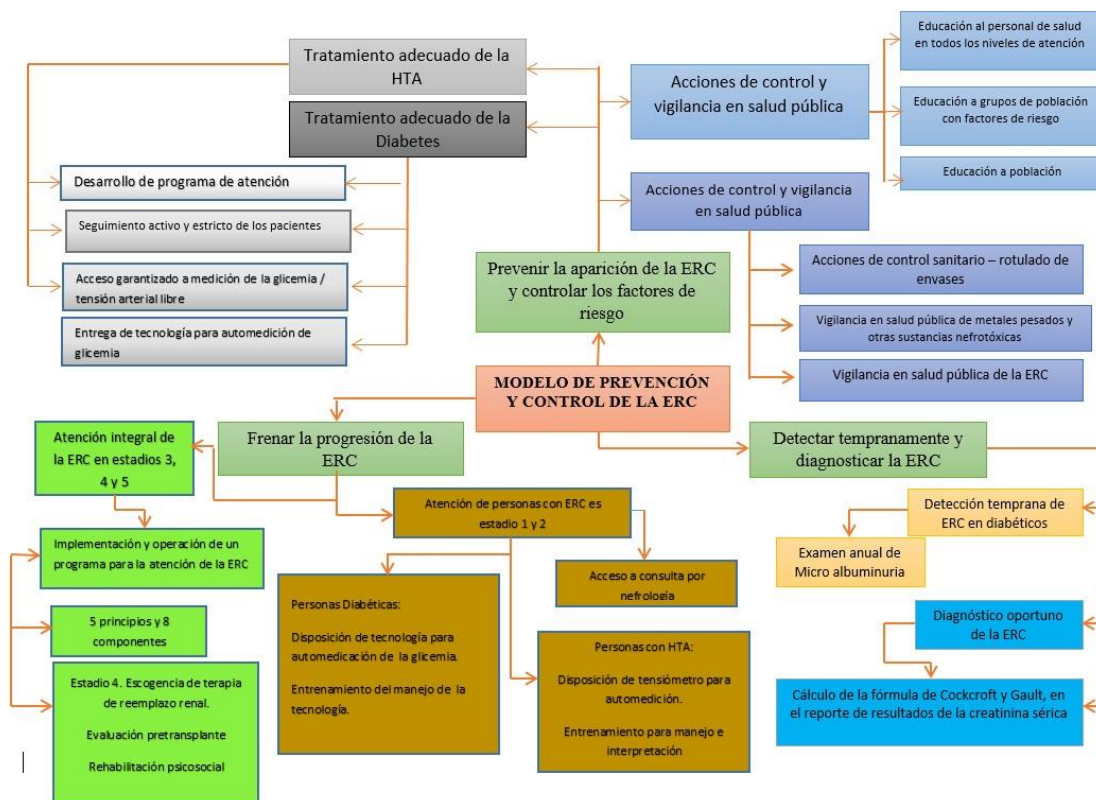 Tratamiento adecuado de la
HTA
Tratamiento adecuado de la
Diabetes
Desarrollo de programa de atención
Seguimiento activo y estricto de los pacientes
Acceso garantizado a medición de la glicemia /
tensión arterial libre
Entrega de tecnología para automedición de
glicemia
Acciones de control y
vigilancia en salud pública
Educación al personal de salud
en todos los niveles de atención
Educación a grupos de población
con factores de riesgo
Educación a población
Acciones de control y vigilancia
en salud pública
Acciones de control sanitario – rotulado de
envases
Vigilancia en salud pública de metales pesados y
otras sustancias nefrotóxicas
Vigilancia en salud pública de la ERC
Prevenir la aparición de la ERC
y controlar los factores de
riesgo
MODELO DE PREVENCIÓN
Y CONTROL DE LA ERC
Frenar la progresión de la
ERC
Detectar tempranamente y
diagnosticar la ERC
Atención integral de
la ERC en estadios 3,
4 y 5
Implementación y operación de un
programa para la atención de la ERC
5 principios y 8
componentes
Estadio 4. Escogencia de terapia
de reemplazo renal.
Evaluación pretransplante
Rehabilitación psicosocial
Atención de personas con ERC es
estadio 1 y 2
Personas Diabéticas:
Disposición de tecnología para
automedicación de la glicemia.
Entrenamiento del manejo de la
tecnología.
Acceso a consulta por
nefrología
Personas con HTA:
Disposición de tensiómetro para
automedición.
Entrenamiento para manejo e
interpretación
Detección temprana de
ERC en diabéticos
Examen anual de
Micro albuminuria
Diagnóstico oportuno
de la ERC
Cálculo de la fórmula de Cockcroft y Gault, en
el reporte de resultados de la creatinina sérica